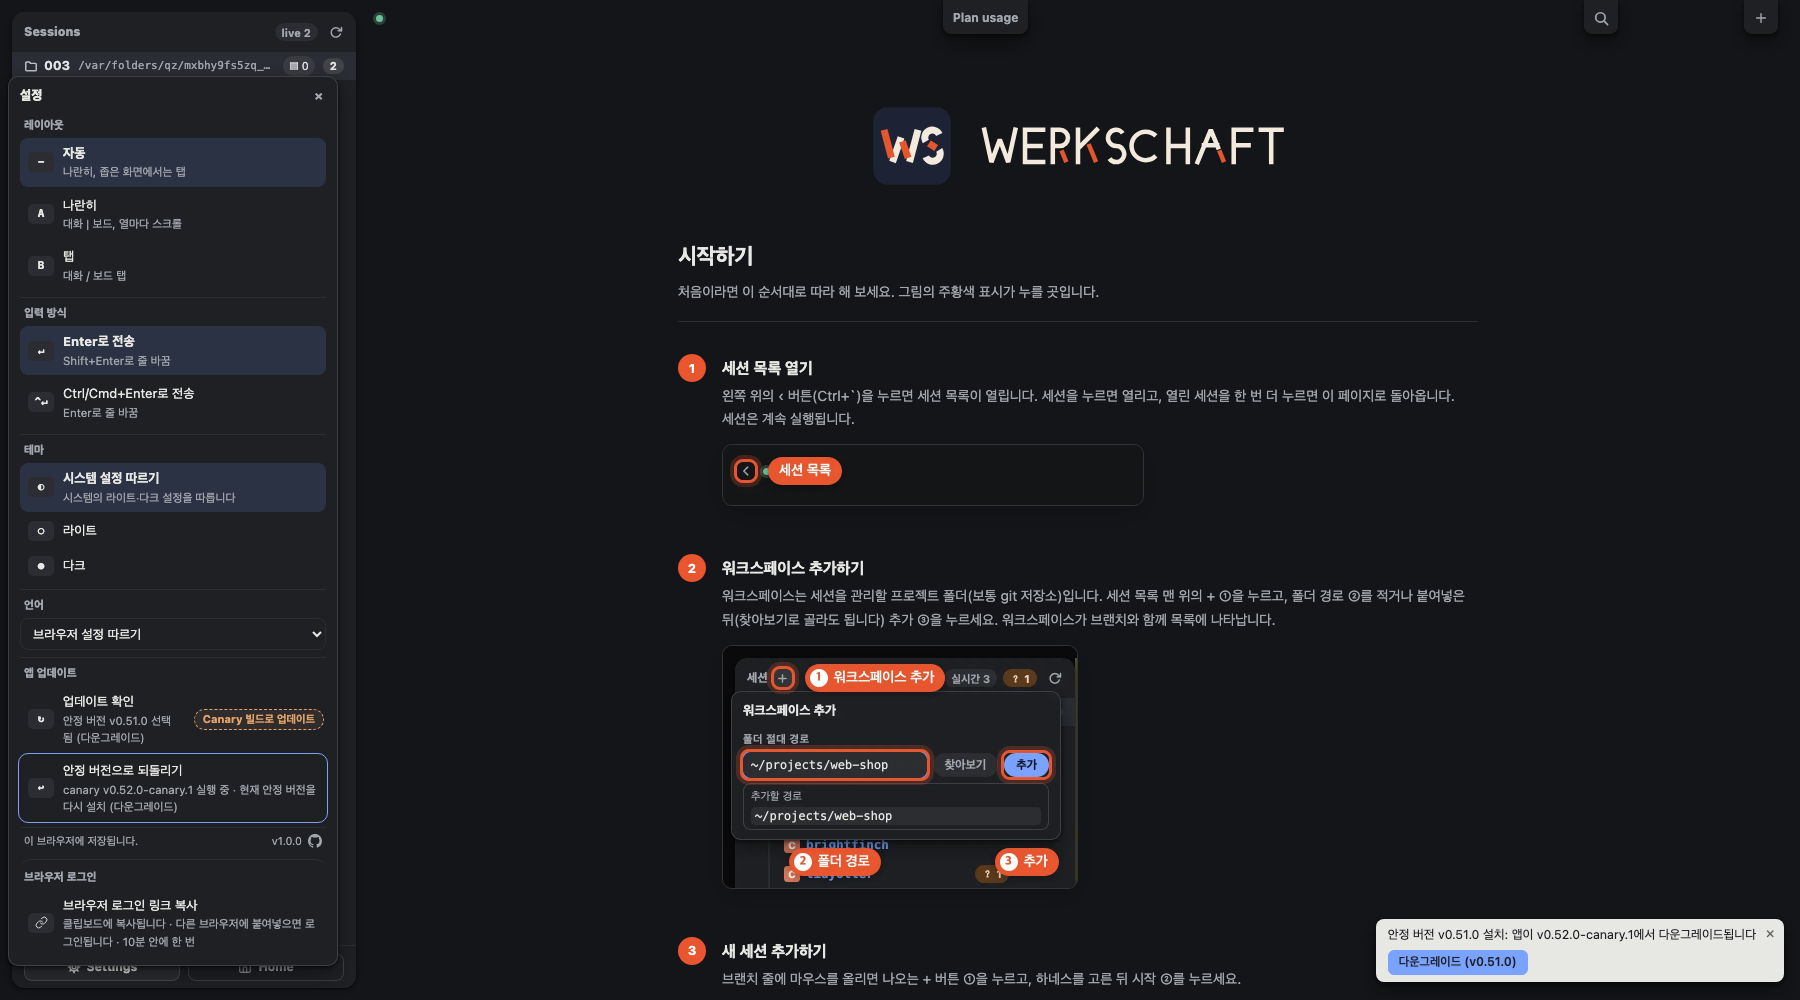 Sessions
live 2
003 /var/folders/qz/mxbhy9fs5zq_… 0 2
설정
×
레이아웃
자동
나란히, 좁은 화면에서는 탭
A
나란히
대화 | 보드, 열마다 스크롤
B
탭
대화 / 보드 탭
입력 방식
Enter로 전송
Shift+Enter로 줄 바꿈
Ctrl/Cmd+Enter로 전송
Enter로 줄 바꿈
테마
시스템 설정 따르기
시스템의 라이트·다크 설정을 따릅니다
라이트
다크
언어
브라우저 설정 따르기
앱 업데이트
업데이트 확인
안정 버전 v0.51.0 선택
됨 (다운그레이드)
Canary 빌드로 업데이트
안정 버전으로 되돌리기
canary v0.52.0-canary.1 실행 중 · 현재 안정 버전을
다시 설치 (다운그레이드)
이 브라우저에 저장됩니다.
v1.0.0
브라우저 로그인
브라우저 로그인 링크 복사
클립보드에 복사됩니다 · 다른 브라우저에 붙여넣으면 로
그인됩니다 · 10분 안에 한 번
Settings
Home
Plan usage
WS WERKSCHAFT
시작하기
처음이라면 이 순서대로 따라 해 보세요. 그림의 주황색 표시가 누를 곳입니다.
1 세션 목록 열기
왼쪽 위의 ‹ 버튼(Ctrl+`)을 누르면 세션 목록이 열립니다. 세션을 누르면 열리고, 열린 세션을 한 번 더 누르면 이 페이지로 돌아옵니다.
세션은 계속 실행됩니다.
세션 목록
2 워크스페이스 추가하기
워크스페이스는 세션을 관리할 프로젝트 폴더(보통 git 저장소)입니다. 세션 목록 맨 위의 + ①을 누르고, 폴더 경로 ②를 적거나 붙여넣은
뒤(찾아보기로 골라도 됩니다) 추가 ③을 누르세요. 워크스페이스가 브랜치와 함께 목록에 나타납니다.
세션 + 1 워크스페이스 추가 실시간 3 ? 1
워크스페이스 추가
폴더 절대 경로
~/projects/web-shop
찾아보기
추가
추가할 경로
~/projects/web-shop
C brightfinch
2 폴더 경로
3 추가
C
? 1
3 새 세션 추가하기
브랜치 줄에 마우스를 올리면 나오는 + 버튼 ①을 누르고, 하네스를 고른 뒤 시작 ②를 누르세요.
안정 버전 v0.51.0 설치: 앱이 v0.52.0-canary.1에서 다운그레이드됩니다 ×
다운그레이드 (v0.51.0)